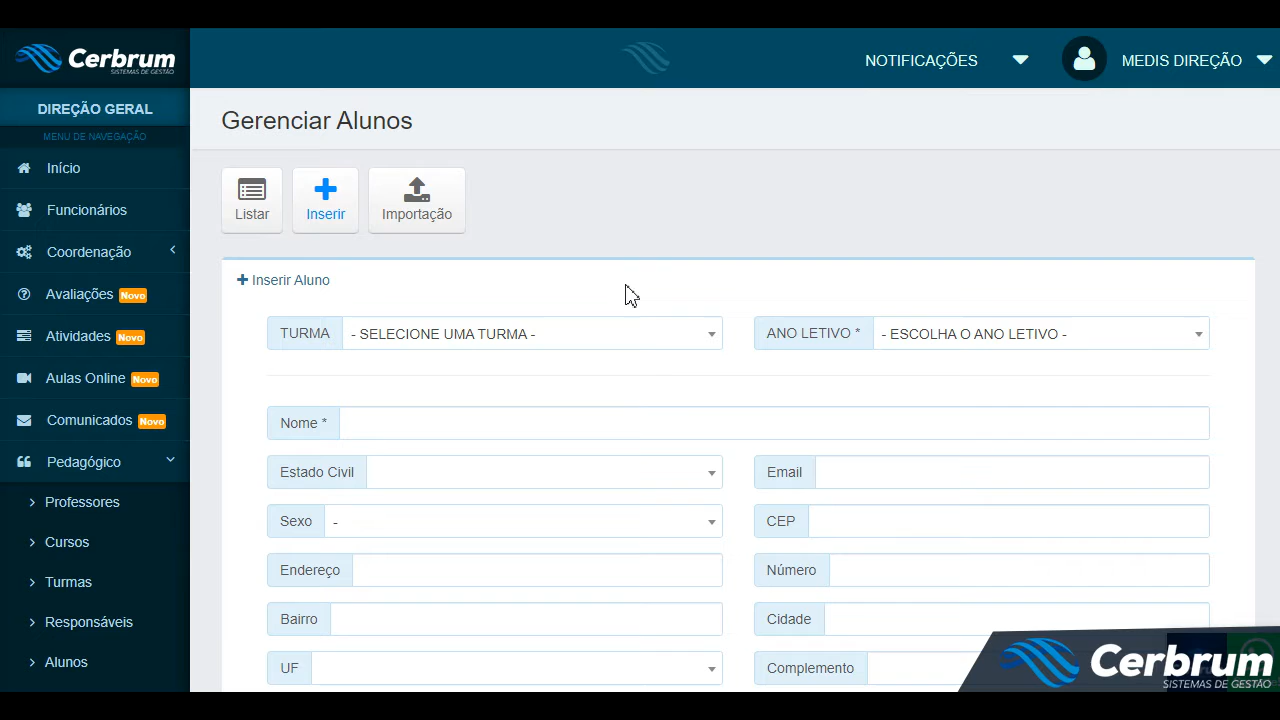 Cerbrum
SISTEMAS DE GESTÃO
NOTIFICAÇÕES
MEDIS DIREÇÃO
DIREÇÃO GERAL
MENU DE NAVEGAÇÃO
Início
Funcionários
Coordenação
Avaliações Novo
Atividades Novo
Aulas Online Novo
Comunicados Novo
Pedagógico
Professores
Cursos
Turmas
Responsáveis
Alunos
Gerenciar Alunos
Listar
Inserir
Importação
Inserir Aluno
TURMA - SELECIONE UMA TURMA -
ANO LETIVO * - ESCOLHA O ANO LETIVO -
Nome *
Estado Civil
Email
Sexo -
CEP
Endereço
Número
Bairro
Cidade
UF
Complemento
Cerbrum
SISTEMAS DE GESTÃO